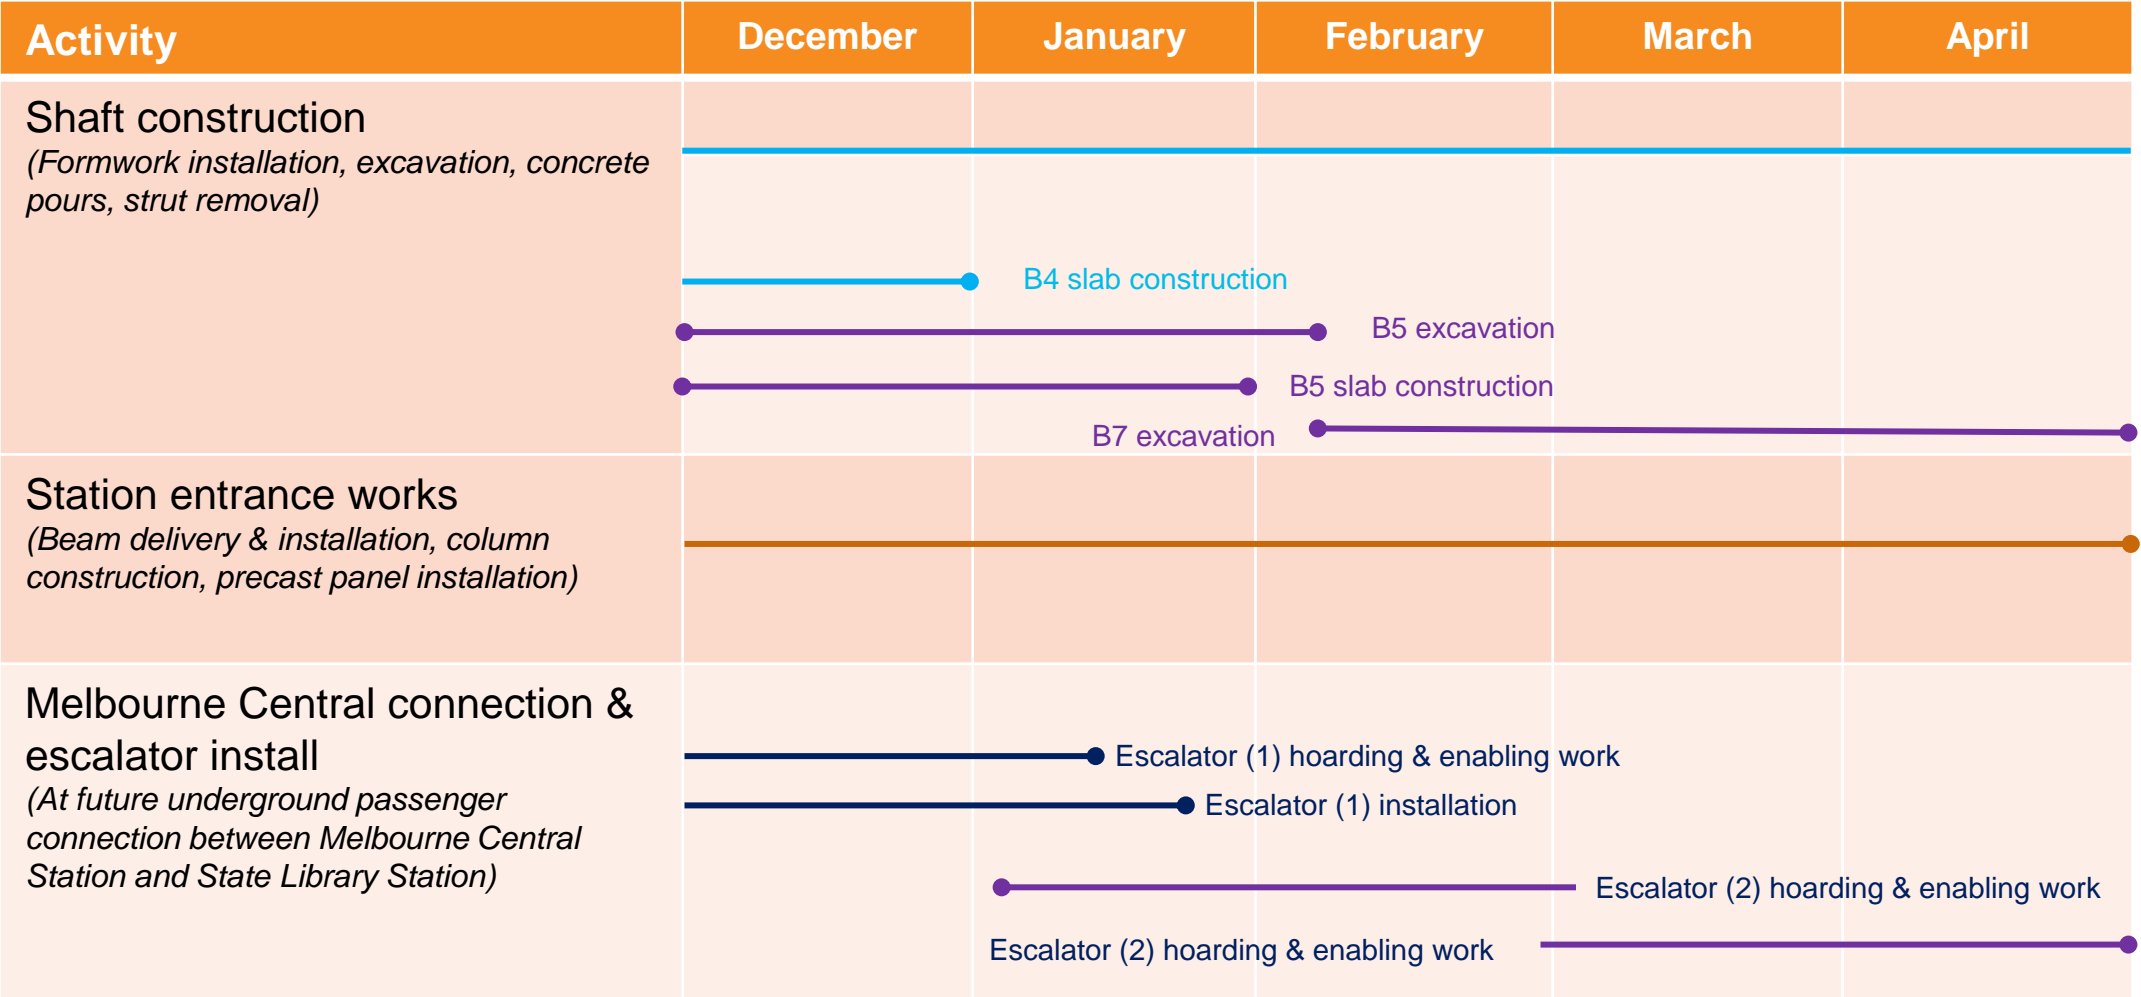 Activity
December
January
February
March
April
Shaft construction
(Formwork installation, excavation, concrete
pours, strut removal)
B4 slab construction
B5 excavation
B5 slab construction
B7 excavation
Station entrance works
(Beam delivery & installation, column
construction, precast panel installation)
Melbourne Central connection &
escalator install
(At future underground passenger
connection between Melbourne Central
Station and State Library Station)
Escalator (1) hoarding & enabling work
Escalator (1) installation
Escalator (2) hoarding & enabling work
Escalator (2) hoarding & enabling work